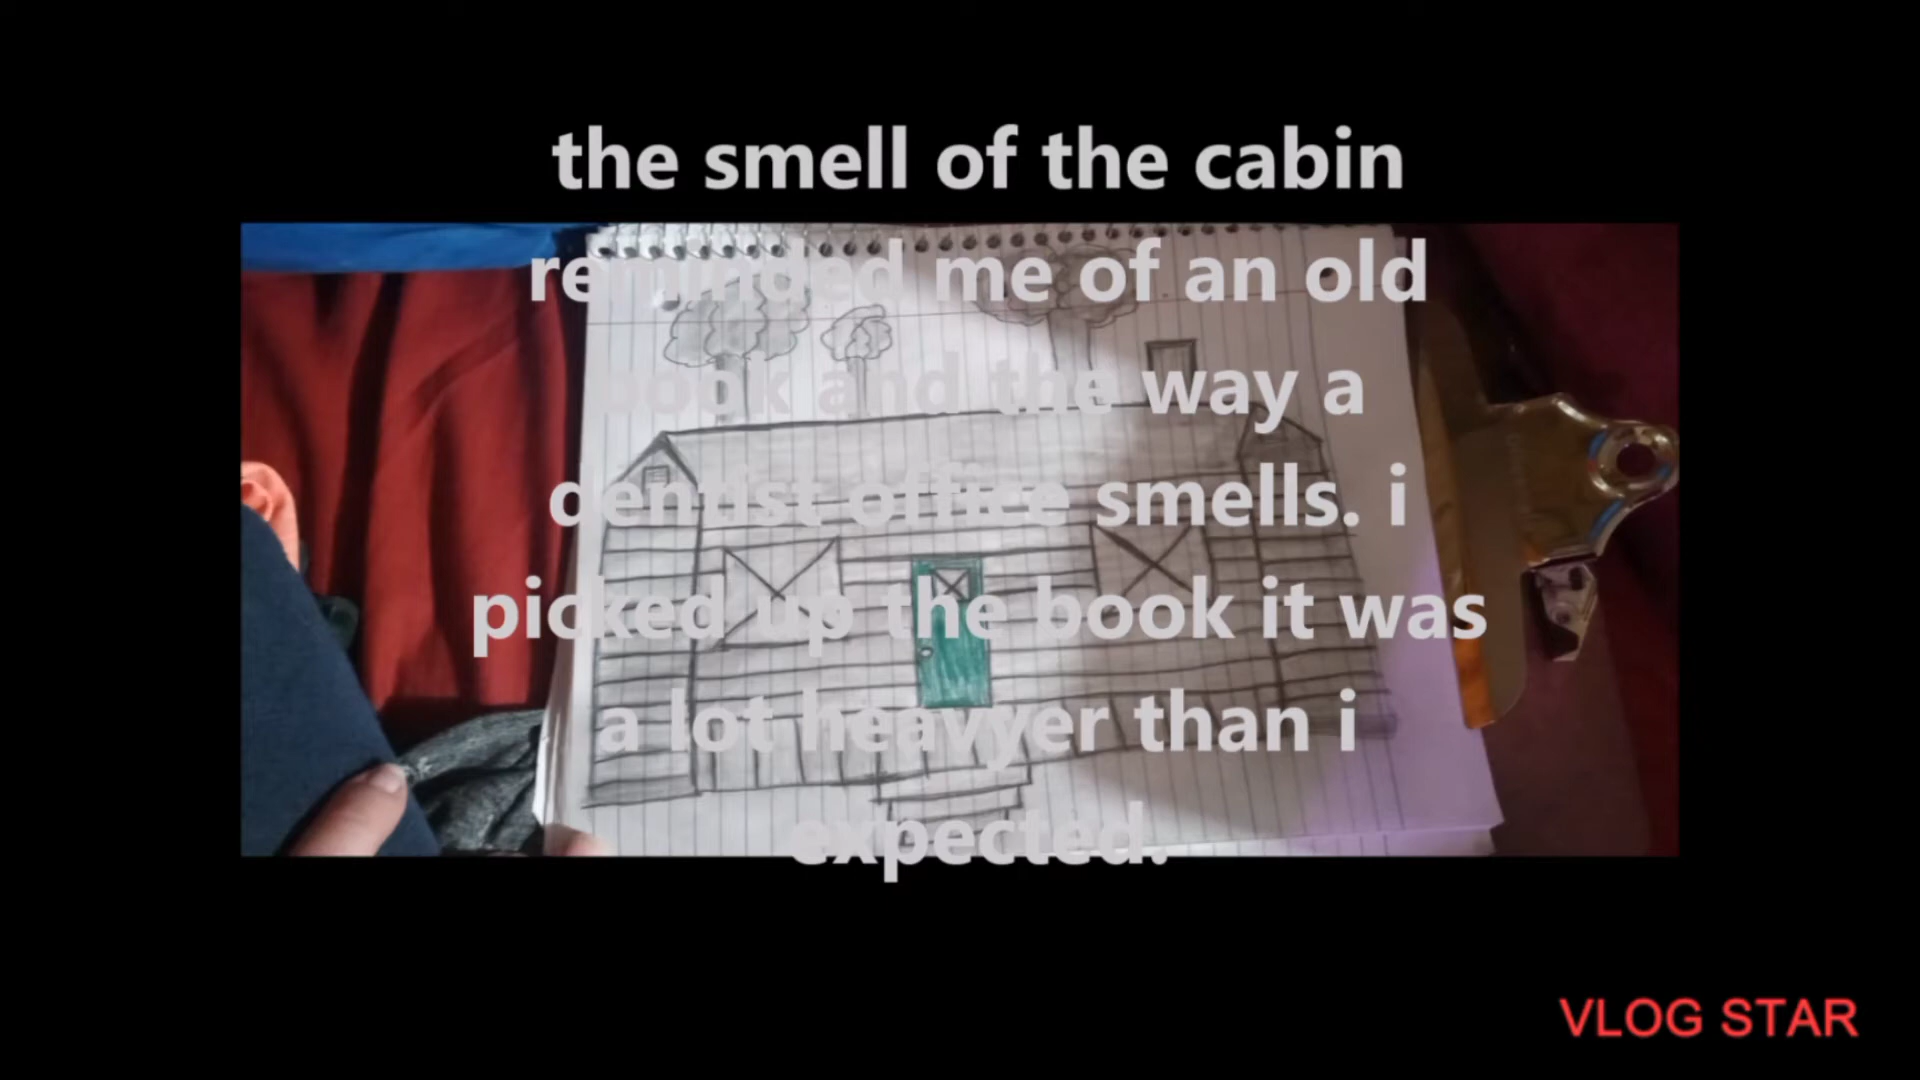 the smell of the cabin
reminded me of an old
book and the way a
dentist office smells. i
picked up the book it was
a lot heavyer than i
expected.
VLOG STAR